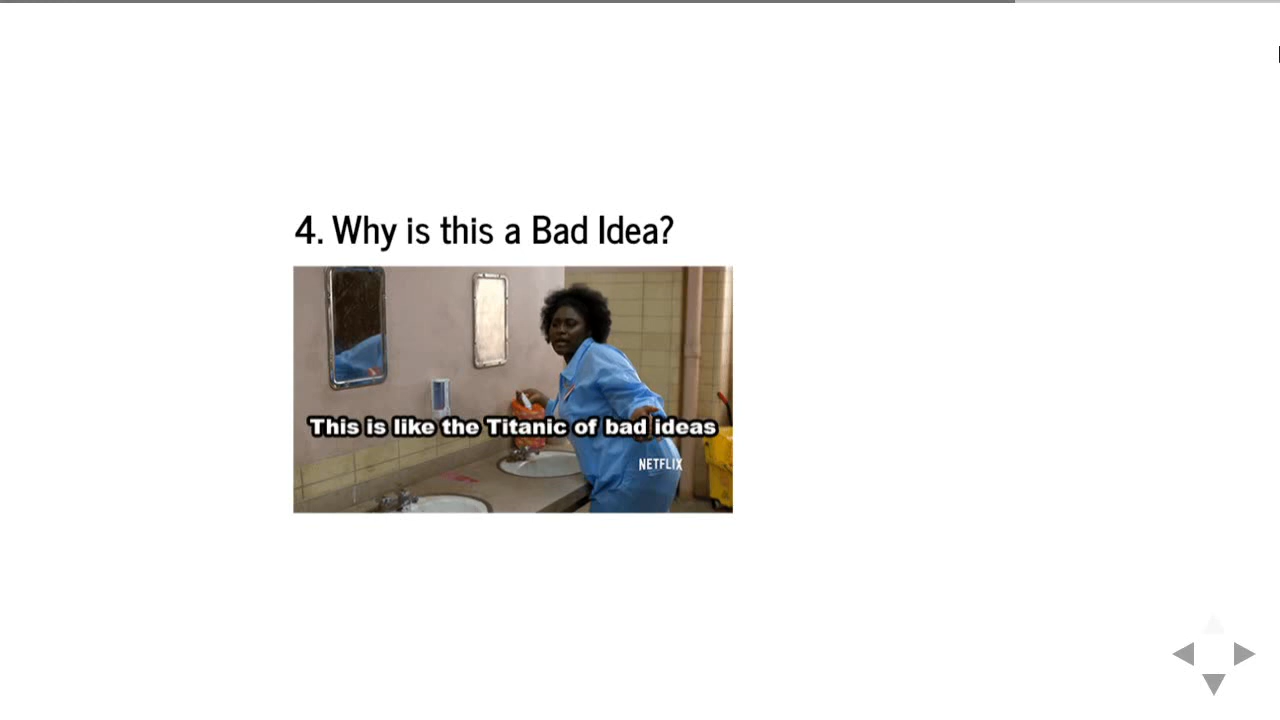 4. Why is this a Bad Idea?
This is like the Titanic of bad ideas
NETFLIX